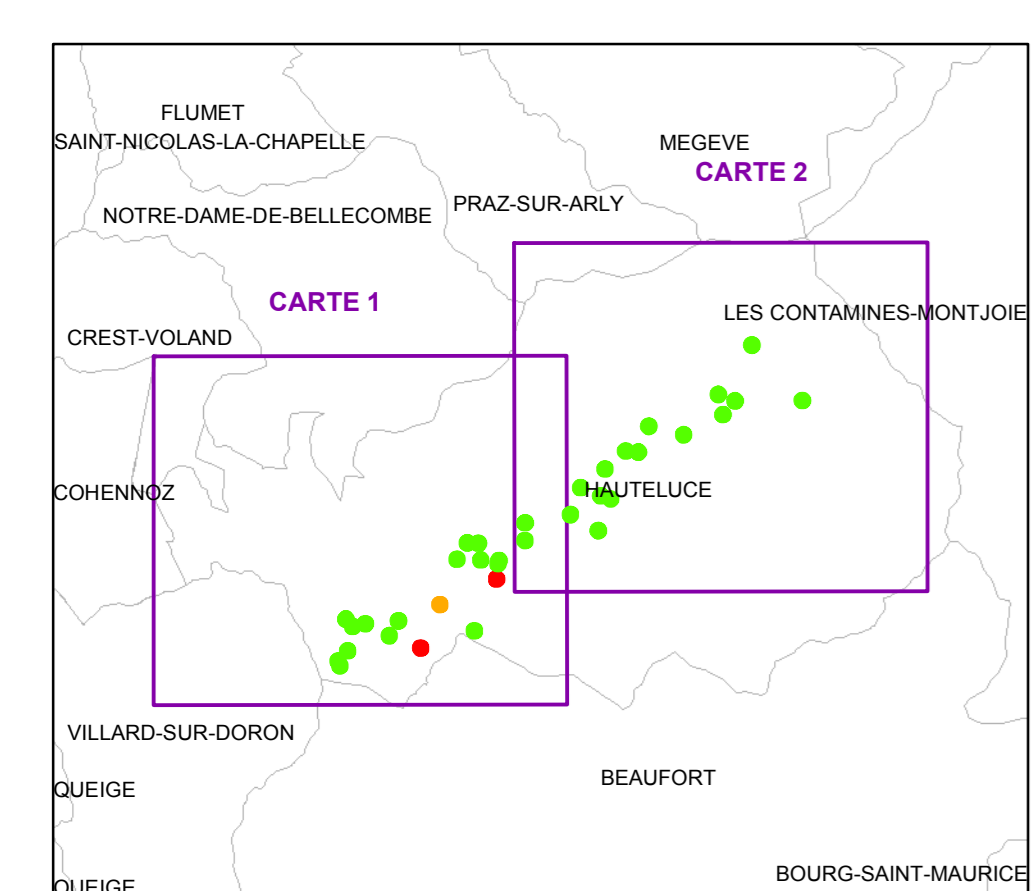 FLUMET
SAINT-NICOLAS-LA-CHAPELLE
MEGEVE
CARTE 2
PRAZ-SUR-ARLY
NOTRE-DAME-DE-BELLECOMBE
CARTE 1
LES CONTAMINES-MONTJOIE
CREST-VOLAND
COHENNOZ
HAUTELUCE
VILLARD-SUR-DORON
BEAUFORT
QUEIGE
BOURG-SAINT-MAURICE
QUEIGE